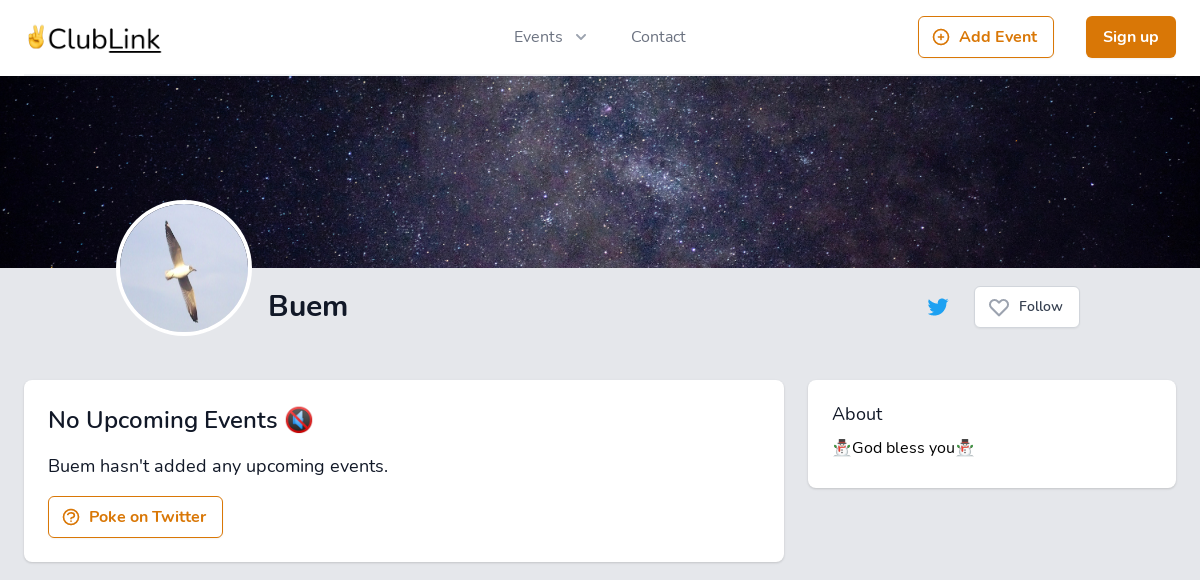 ✌️ClubLink
Events
Contact
Add Event
Sign up
Buem
Follow
No Upcoming Events 🔇
Buem hasn't added any upcoming events.
Poke on Twitter
About
⛄God bless you⛄